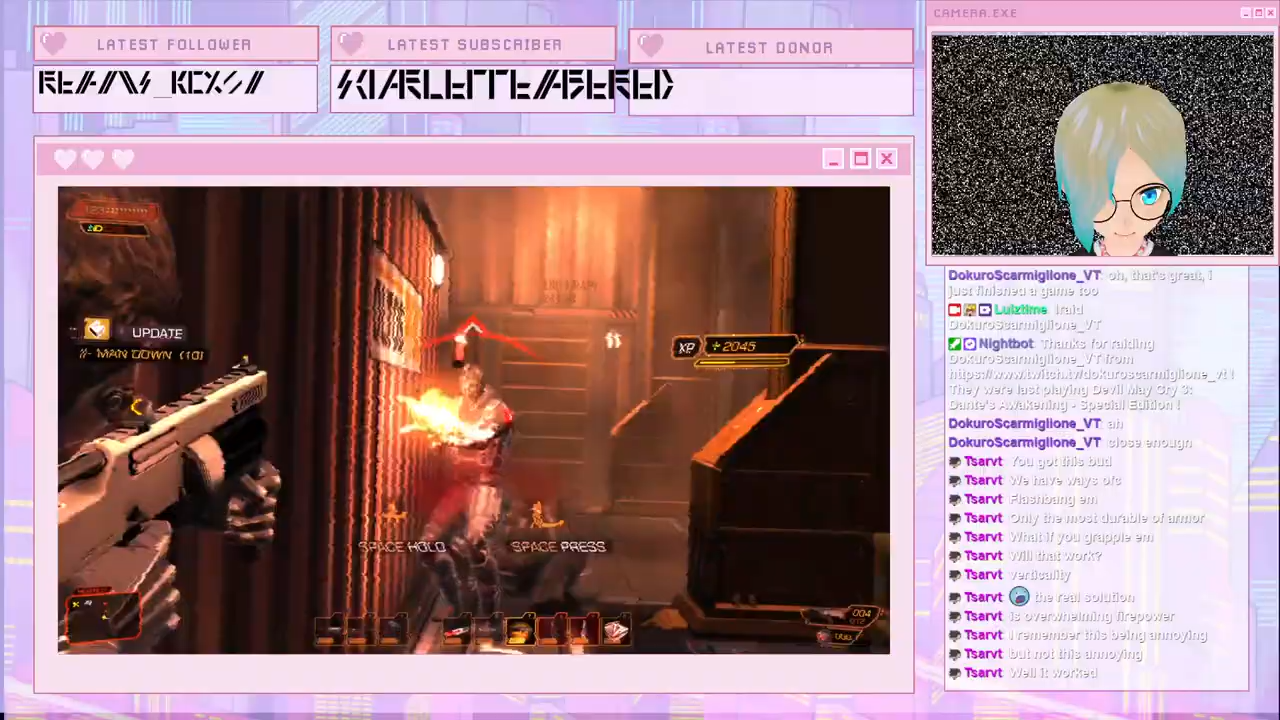 CAMERA.EXE
LATEST FOLLOWER
LATEST SUBSCRIBER
LATEST DONOR
UPDATE
MAN DOWN (10)
XP + 2045
SPACE HOLD
SPACE PRESS
004
DokuroScarmiglione_VT: oh, that's great, i
just finished a game too
Luiztime: !raid
DokuroScarmiglione_VT
Nightbot: Thanks for raiding
DokuroScarmiglione_VT from
https://www.twitch.tv/dokuroscarmiglione_vt !
They were last playing Devil May Cry 3:
Dante's Awakening - Special Edition !
DokuroScarmiglione_VT: ah
DokuroScarmiglione_VT: close enough
Tsarvt: You got this bud
Tsarvt: We have ways ofc
Tsarvt: Flashbang em
Tsarvt: Only the most durable of armor
Tsarvt: What if you grapple em
Tsarvt: Will that work?
Tsarvt: verticality
Tsarvt: the real solution
Tsarvt: is overwhelming firepower
Tsarvt: I remember this being annoying
Tsarvt: but not this annoying
Tsarvt: Well it worked